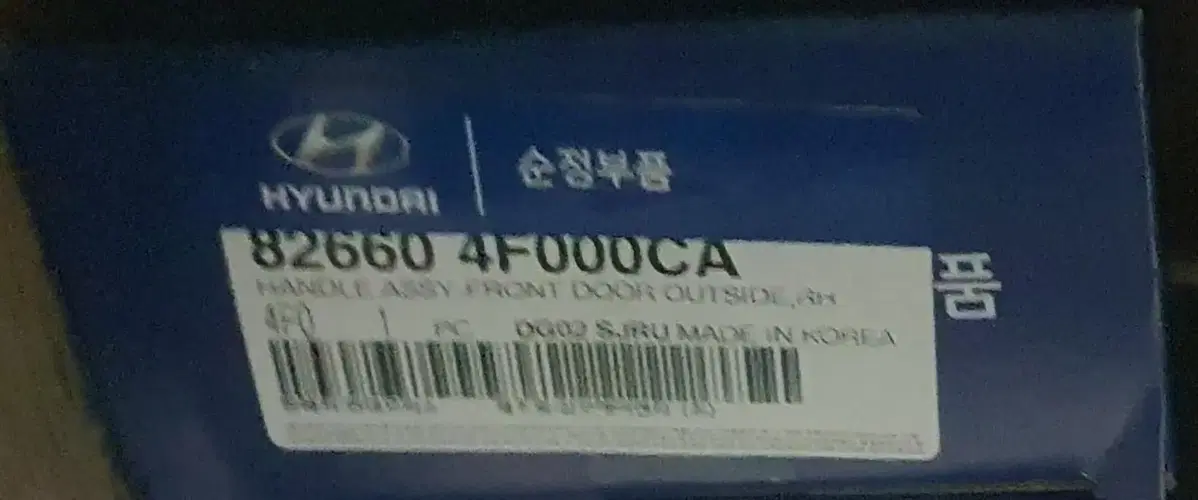 HYUNDAI
순정부품
82660 4F000CA
HANDLE ASSY-FRONT DOOR OUTSIDE,RH
4F0 1 PC DG02 SJRU MADE IN KOREA
품